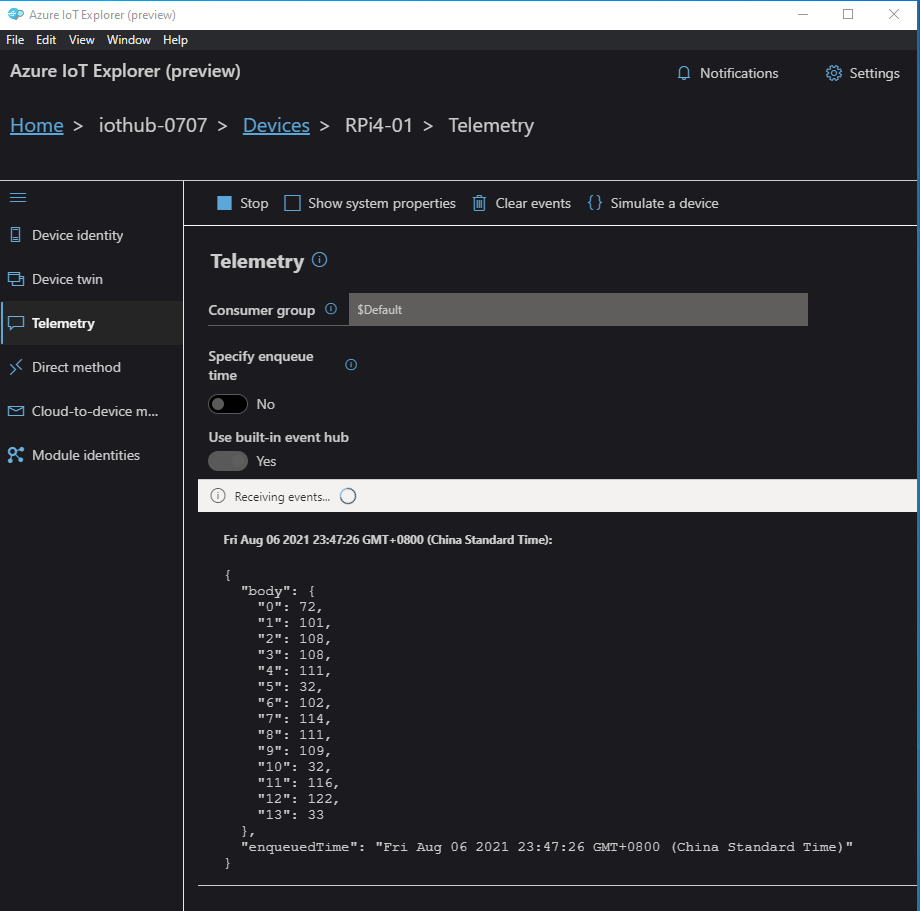 Azure IoT Explorer (preview)
File Edit View Window Help
Azure IoT Explorer (preview)
Notifications
Settings
Home > iothub-0707 > Devices > RPi4-01 > Telemetry
Stop Show system properties Clear events {} Simulate a device
Device identity
Device twin
Telemetry
Direct method
Cloud-to-device m...
Module identities
Telemetry
Consumer group $Default
Specify enqueue
time
No
Use built-in event hub
Yes
Receiving events...
Fri Aug 06 2021 23:47:26 GMT+0800 (China Standard Time):
{
"body": {
"0": 72,
"1": 101,
"2": 108,
"3": 108,
"4": 111,
"5": 32,
"6": 102,
"7": 114,
"8": 111,
"9": 109,
"10": 32,
"11": 116,
"12": 122,
"13": 33
},
"enqueuedTime": "Fri Aug 06 2021 23:47:26 GMT+0800 (China Standard Time)"
}